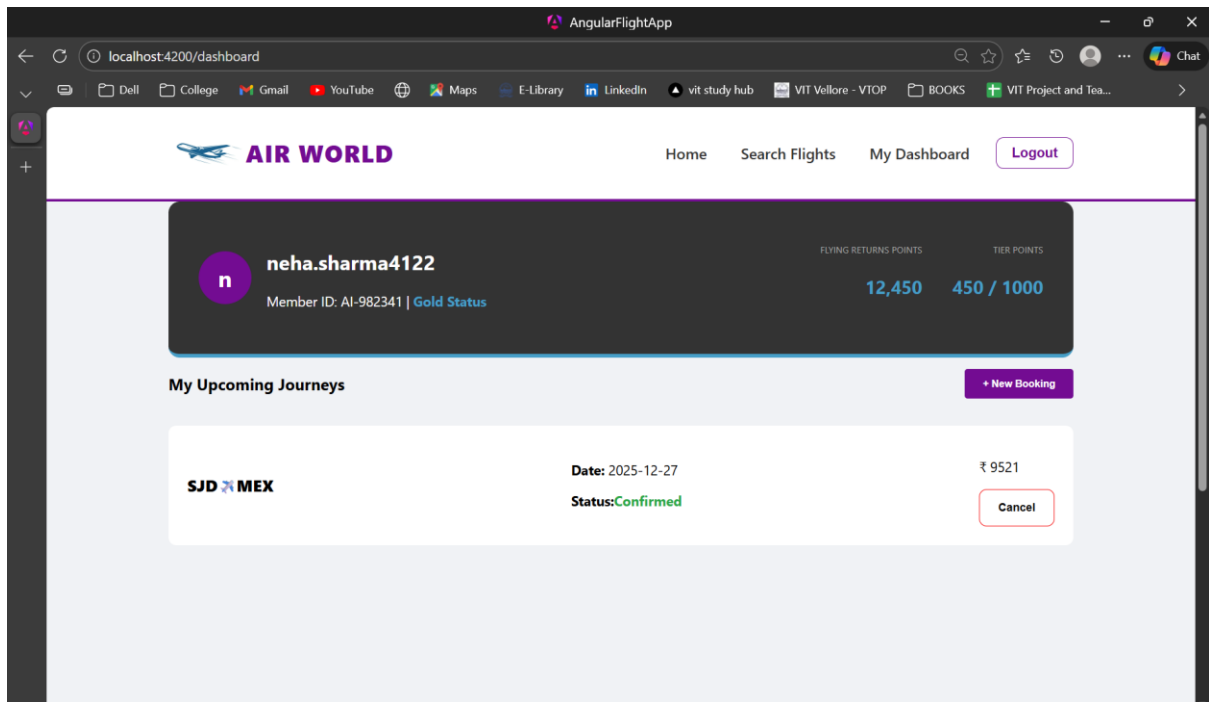 AngularFlightApp
localhost:4200/dashboard
Chat
Dell College Gmail YouTube Maps E-Library LinkedIn vit study hub VIT Vellore - VTOP BOOKS VIT Project and Tea...
AIR WORLD Home Search Flights My Dashboard Logout
n
neha.sharma4122
Member ID: AI-982341 | Gold Status
FLYING RETURNS POINTS TIER POINTS
12,450 450 / 1000
My Upcoming Journeys + New Booking
SJD MEX
Date: 2025-12-27
Status:Confirmed
₹ 9521
Cancel